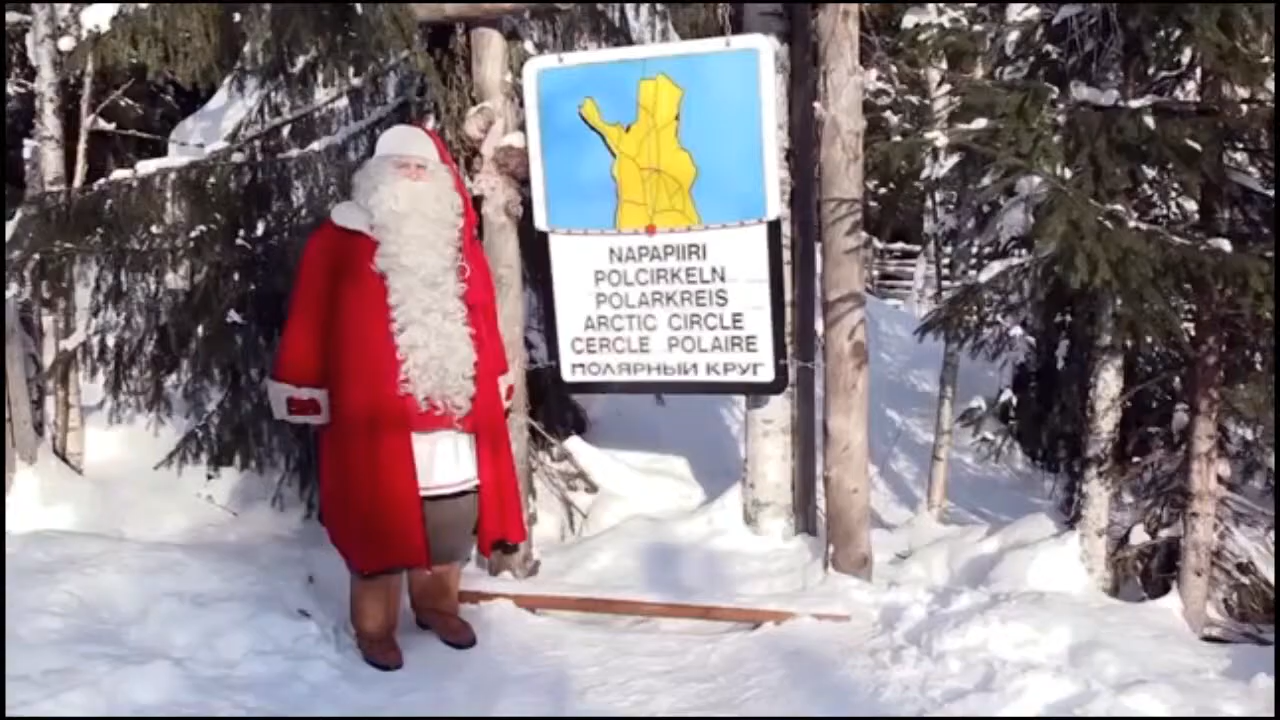 NAPAPIIRI
POLCIRKELN
POLARKREIS
ARCTIC CIRCLE
CERCLE POLAIRE
ПОЛЯРНЫЙ КРУГ